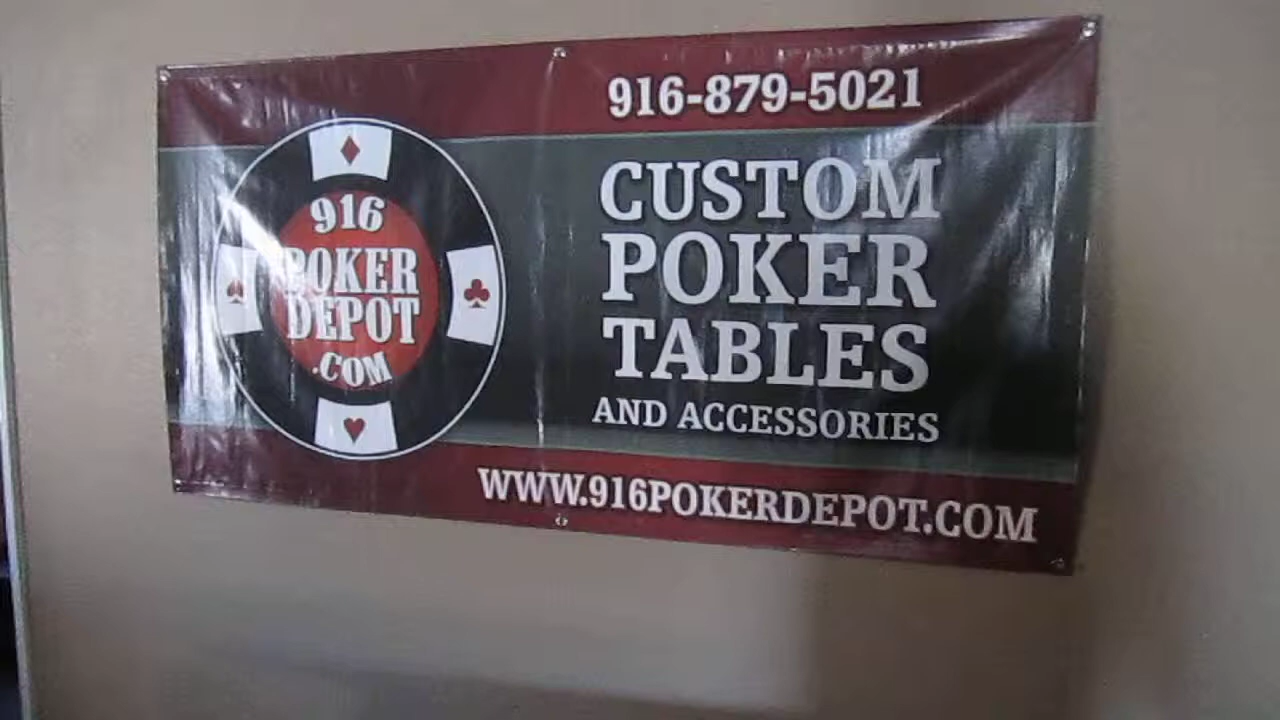 916-879-5021
916
POKER
DEPOT
.COM
CUSTOM
POKER
TABLES
AND ACCESSORIES
WWW.916POKERDEPOT.COM